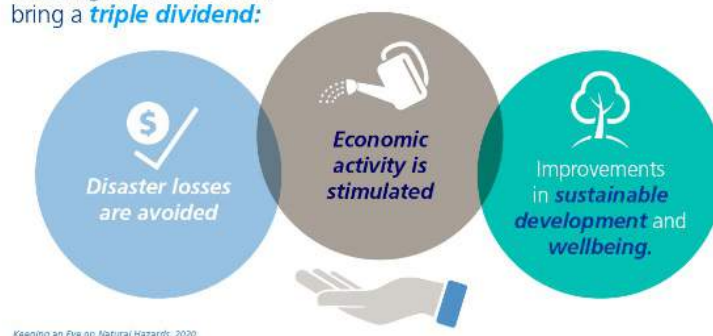 bring a triple dividend:
$
Disaster losses
are avoided
Economic
activity is
stimulated
Improvements
in sustainable
development and
wellbeing.
Keeping an Eye on Natural Hazards, 2020